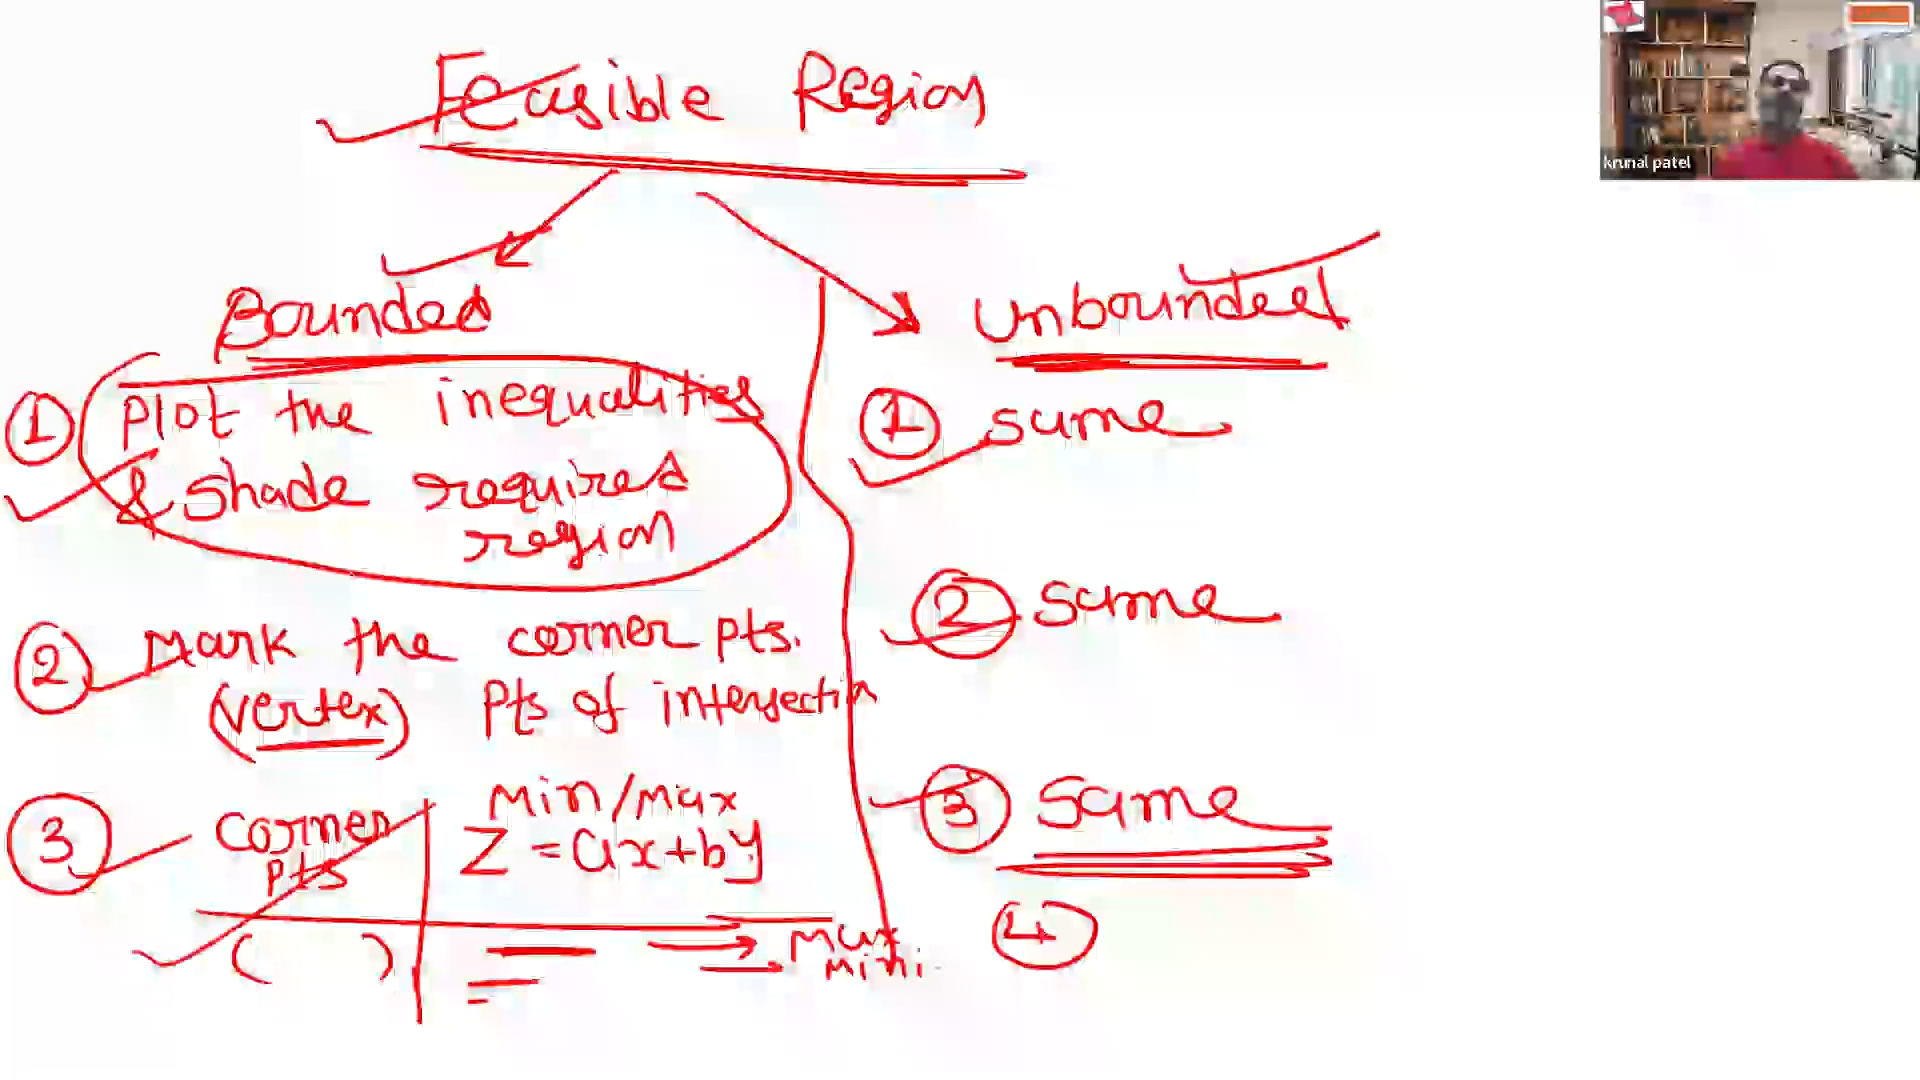 Feasible Region
Bounded
① Plot the inequalities
& shade required
region
② Mark the corner pts.
(vertex) pts of intersectin
③ corner
pts
Min/Max
Z = ax+by
( )
Max
Mini.
unbounded
① same
② same
③ same
④
krunal patel